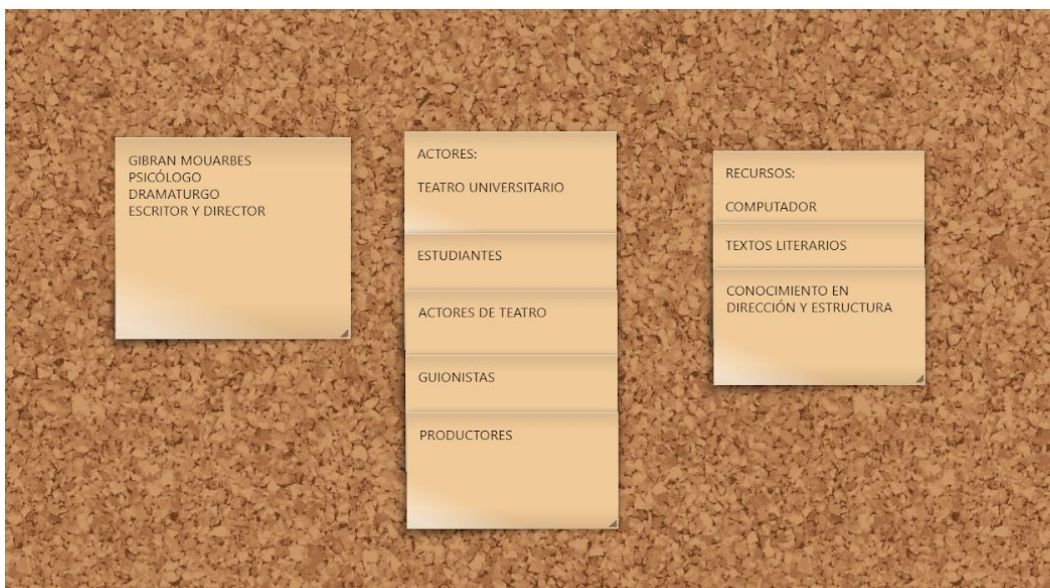 GIBRAN MOUARBES
PSICÓLOGO
DRAMATURGO
ESCRITOR Y DIRECTOR
ACTORES:
TEATRO UNIVERSITARIO
ESTUDIANTES
ACTORES DE TEATRO
GUIONISTAS
PRODUCTORES
RECURSOS:
COMPUTADOR
TEXTOS LITERARIOS
CONOCIMIENTO EN
DIRECCIÓN Y ESTRUCTURA